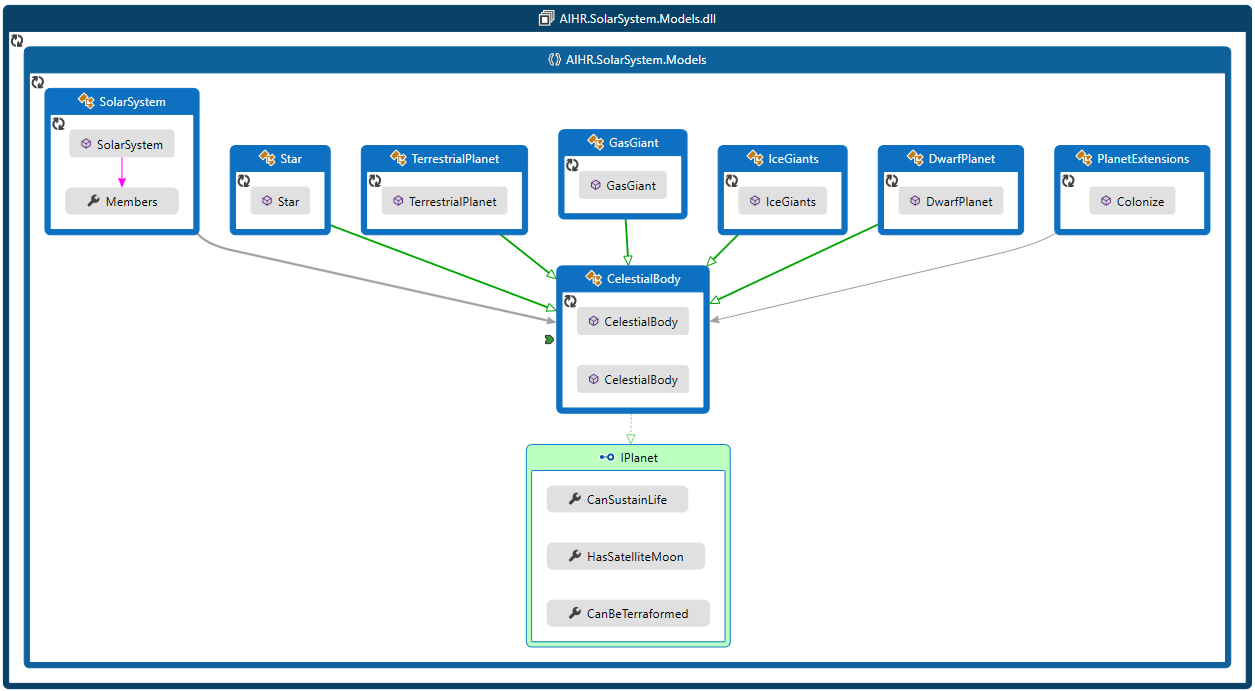 AIHR.SolarSystem.Models.dll
AIHR.SolarSystem.Models
SolarSystem
SolarSystem
Members
Star
Star
TerrestrialPlanet
TerrestrialPlanet
GasGiant
GasGiant
IceGiants
IceGiants
DwarfPlanet
DwarfPlanet
PlanetExtensions
Colonize
CelestialBody
CelestialBody
CelestialBody
IPlanet
CanSustainLife
HasSatelliteMoon
CanBeTerraformed